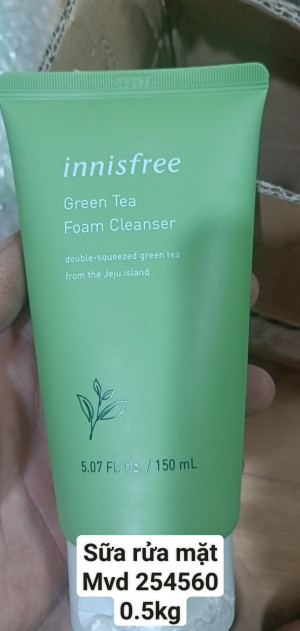 innisfree
Green Tea
Foam Cleanser
double-squeezed green tea
from the Jeju island
5.07 FL. Oz. / 150 mL
Sữa rửa mặt
Mvd 254560
0.5kg